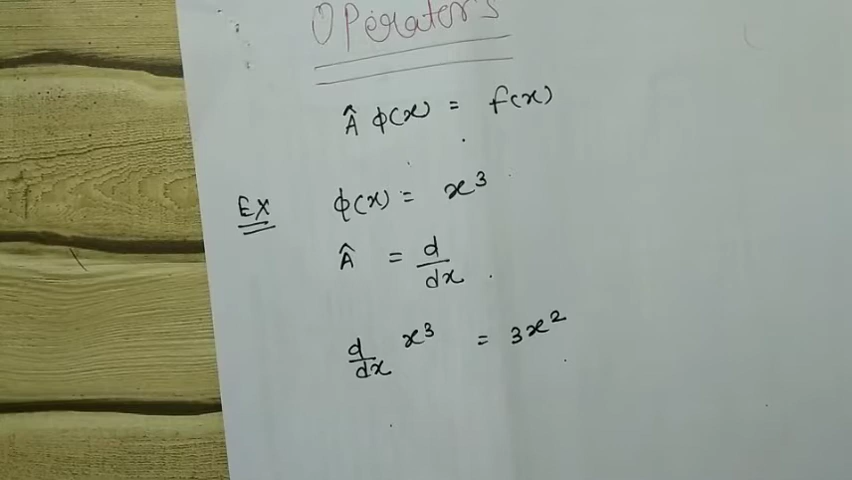 Operators
Â ϕ(x) = f(x)
EX ϕ(x) = x³
Â = d/dx
d/dx x³ = 3x²